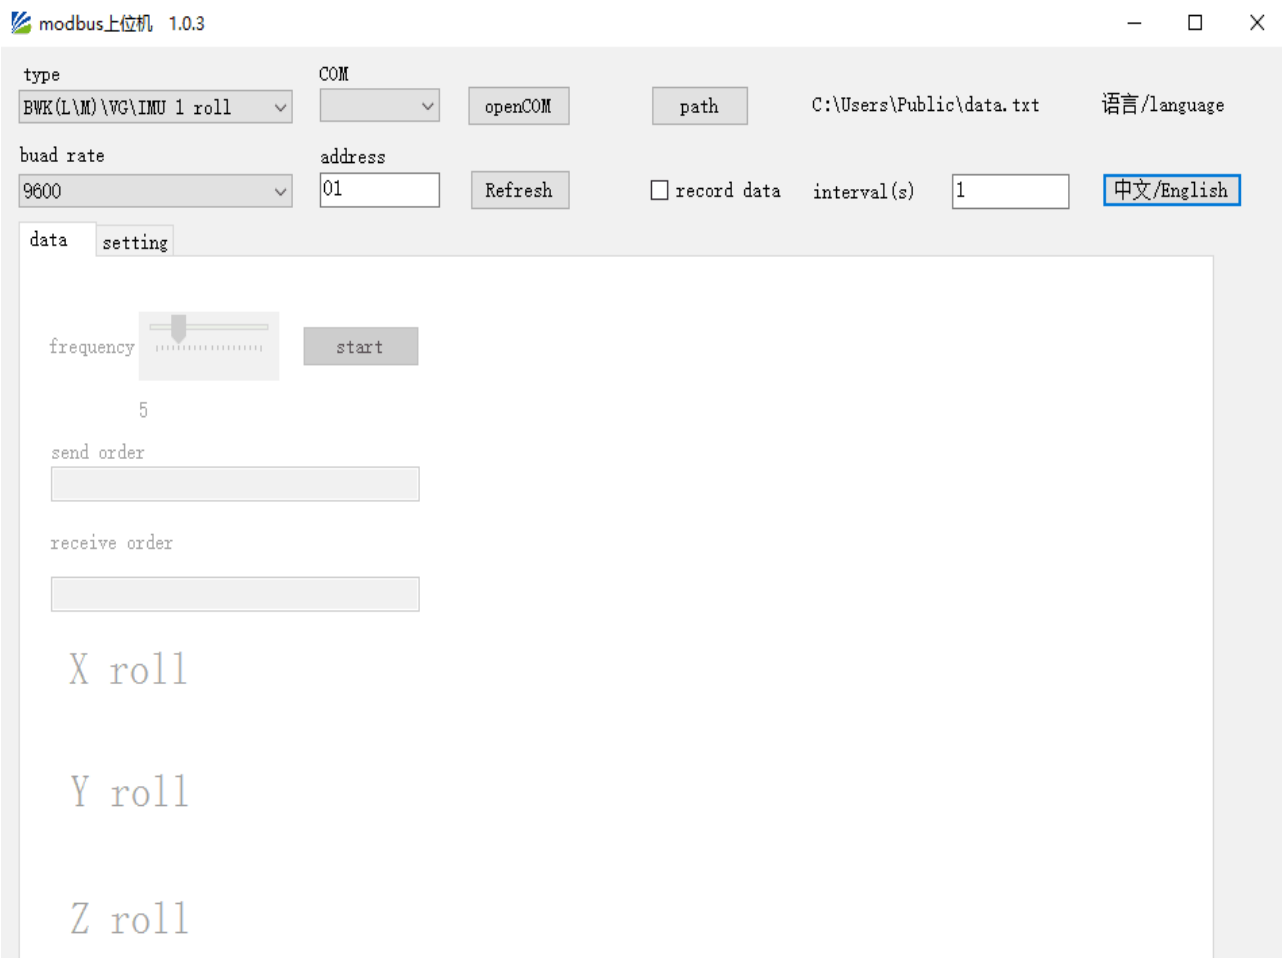 modbus上位机 1.0.3
type
COM
BWK(L\M)\VG\IMU 1 roll
openCOM
path
C:\Users\Public\data.txt
语言/language
buad rate
address
9600
01
Refresh
record data
interval(s)
1
中文/English
data
setting
frequency
start
5
send order
receive order
X roll
Y roll
Z roll